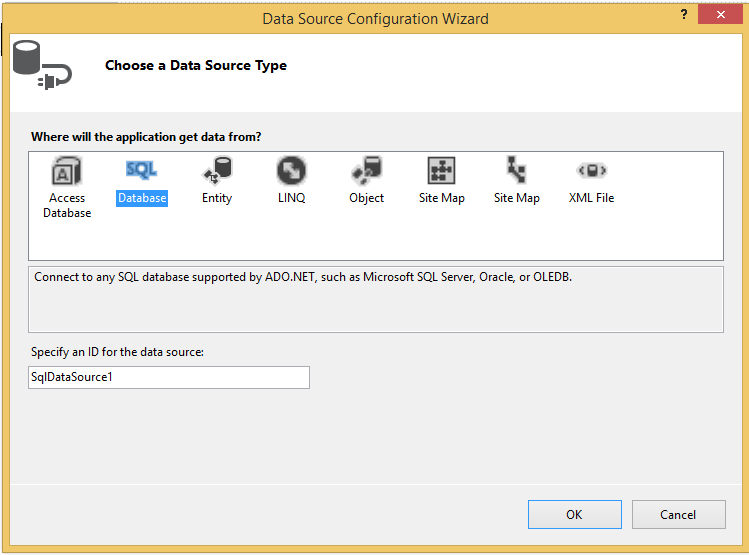 Data Source Configuration Wizard
?
Choose a Data Source Type
Where will the application get data from?
A SQL
Access Database Entity LINQ Object Site Map Site Map XML File
Database
Connect to any SQL database supported by ADO.NET, such as Microsoft SQL Server, Oracle, or OLEDB.
Specify an ID for the data source:
SqlDataSource1
OK Cancel